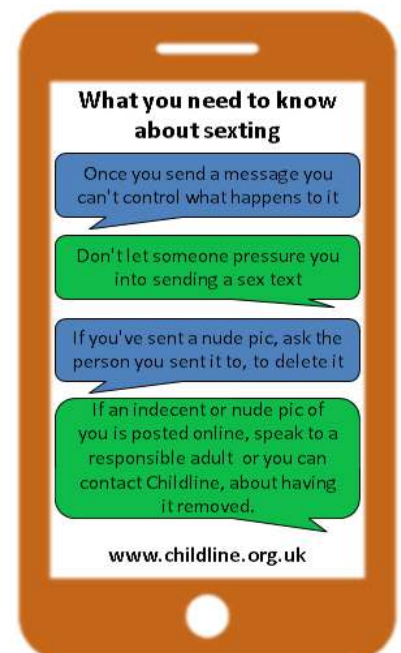 What you need to know
about sexting
Once you send a message you
can't control what happens to it
Don't let someone pressure you
into sending a sex text
If you've sent a nude pic, ask the
person you sent it to, to delete it
If an indecent or nude pic of
you is posted online, speak to a
responsible adult or you can
contact Childline, about having
it removed.
www.childline.org.uk